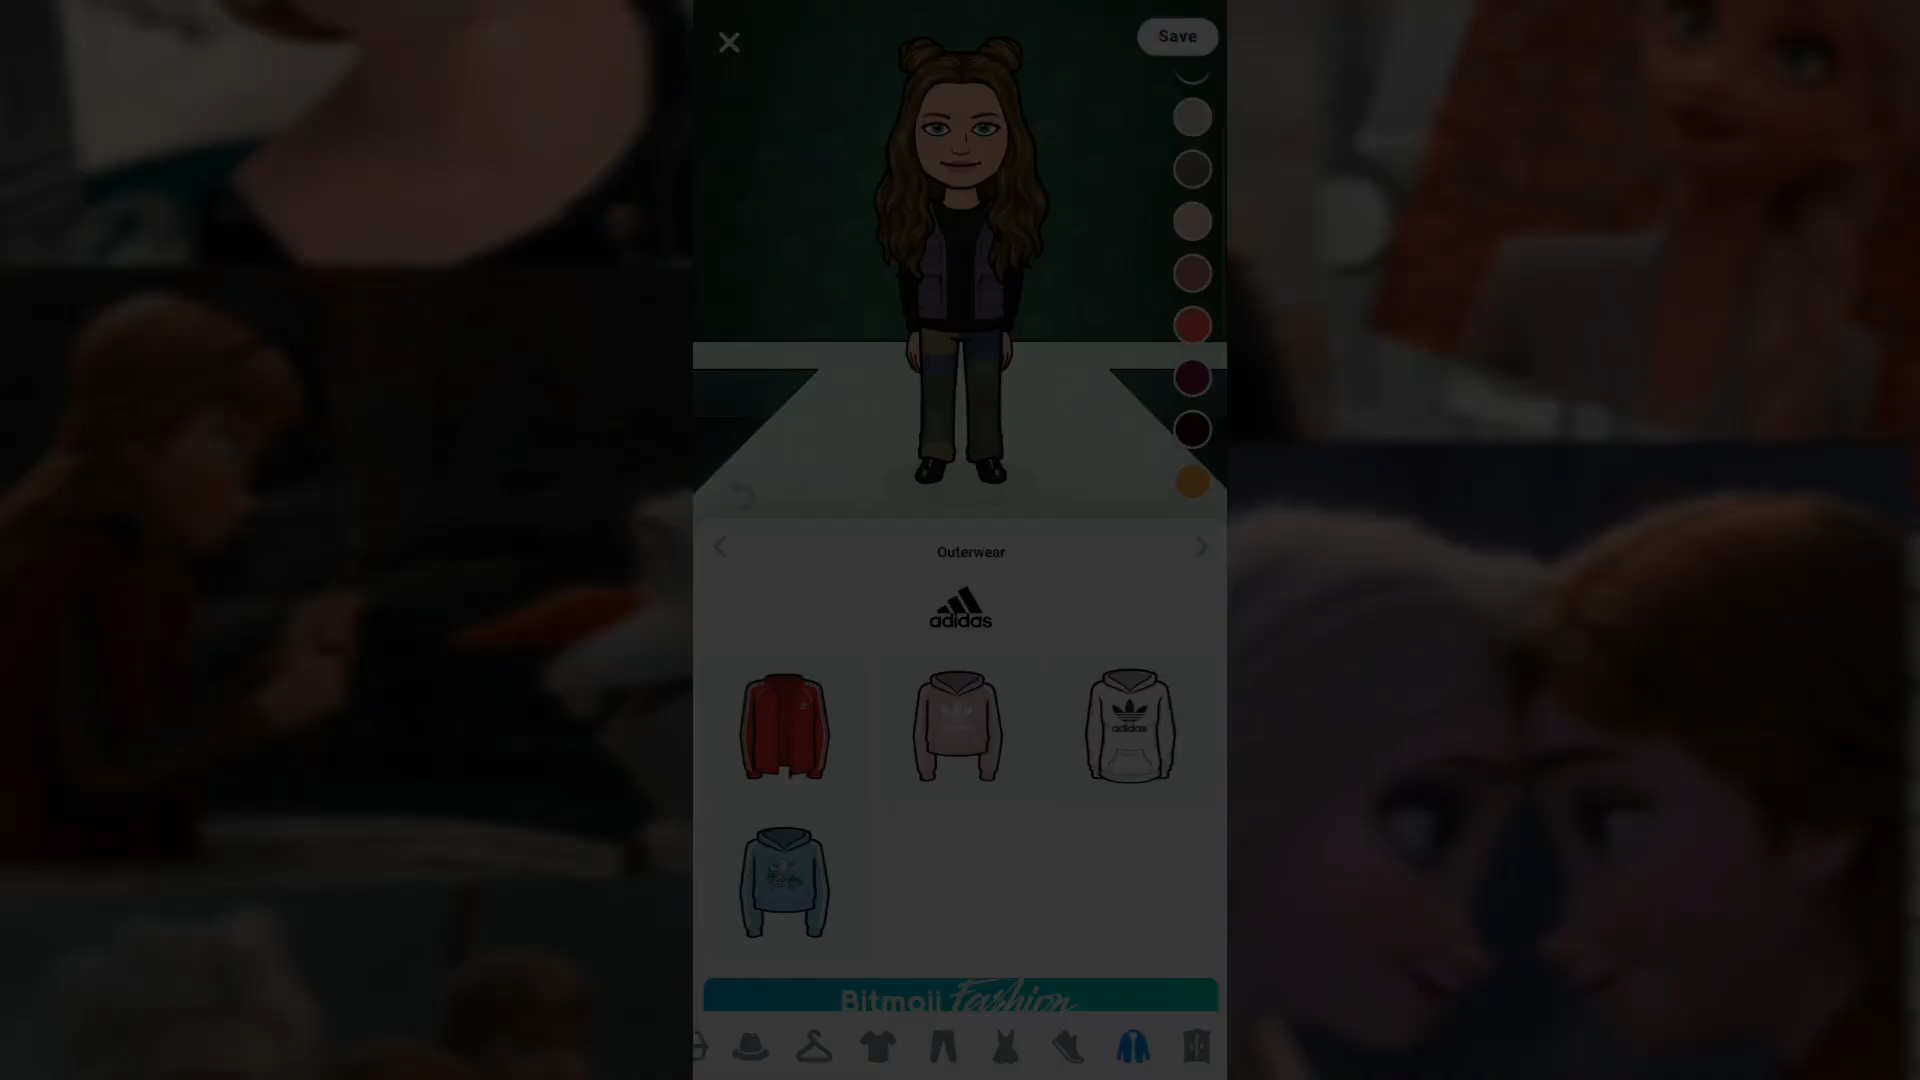 Save
Outerwear
adidas
adidas
Bitmoji Fashion